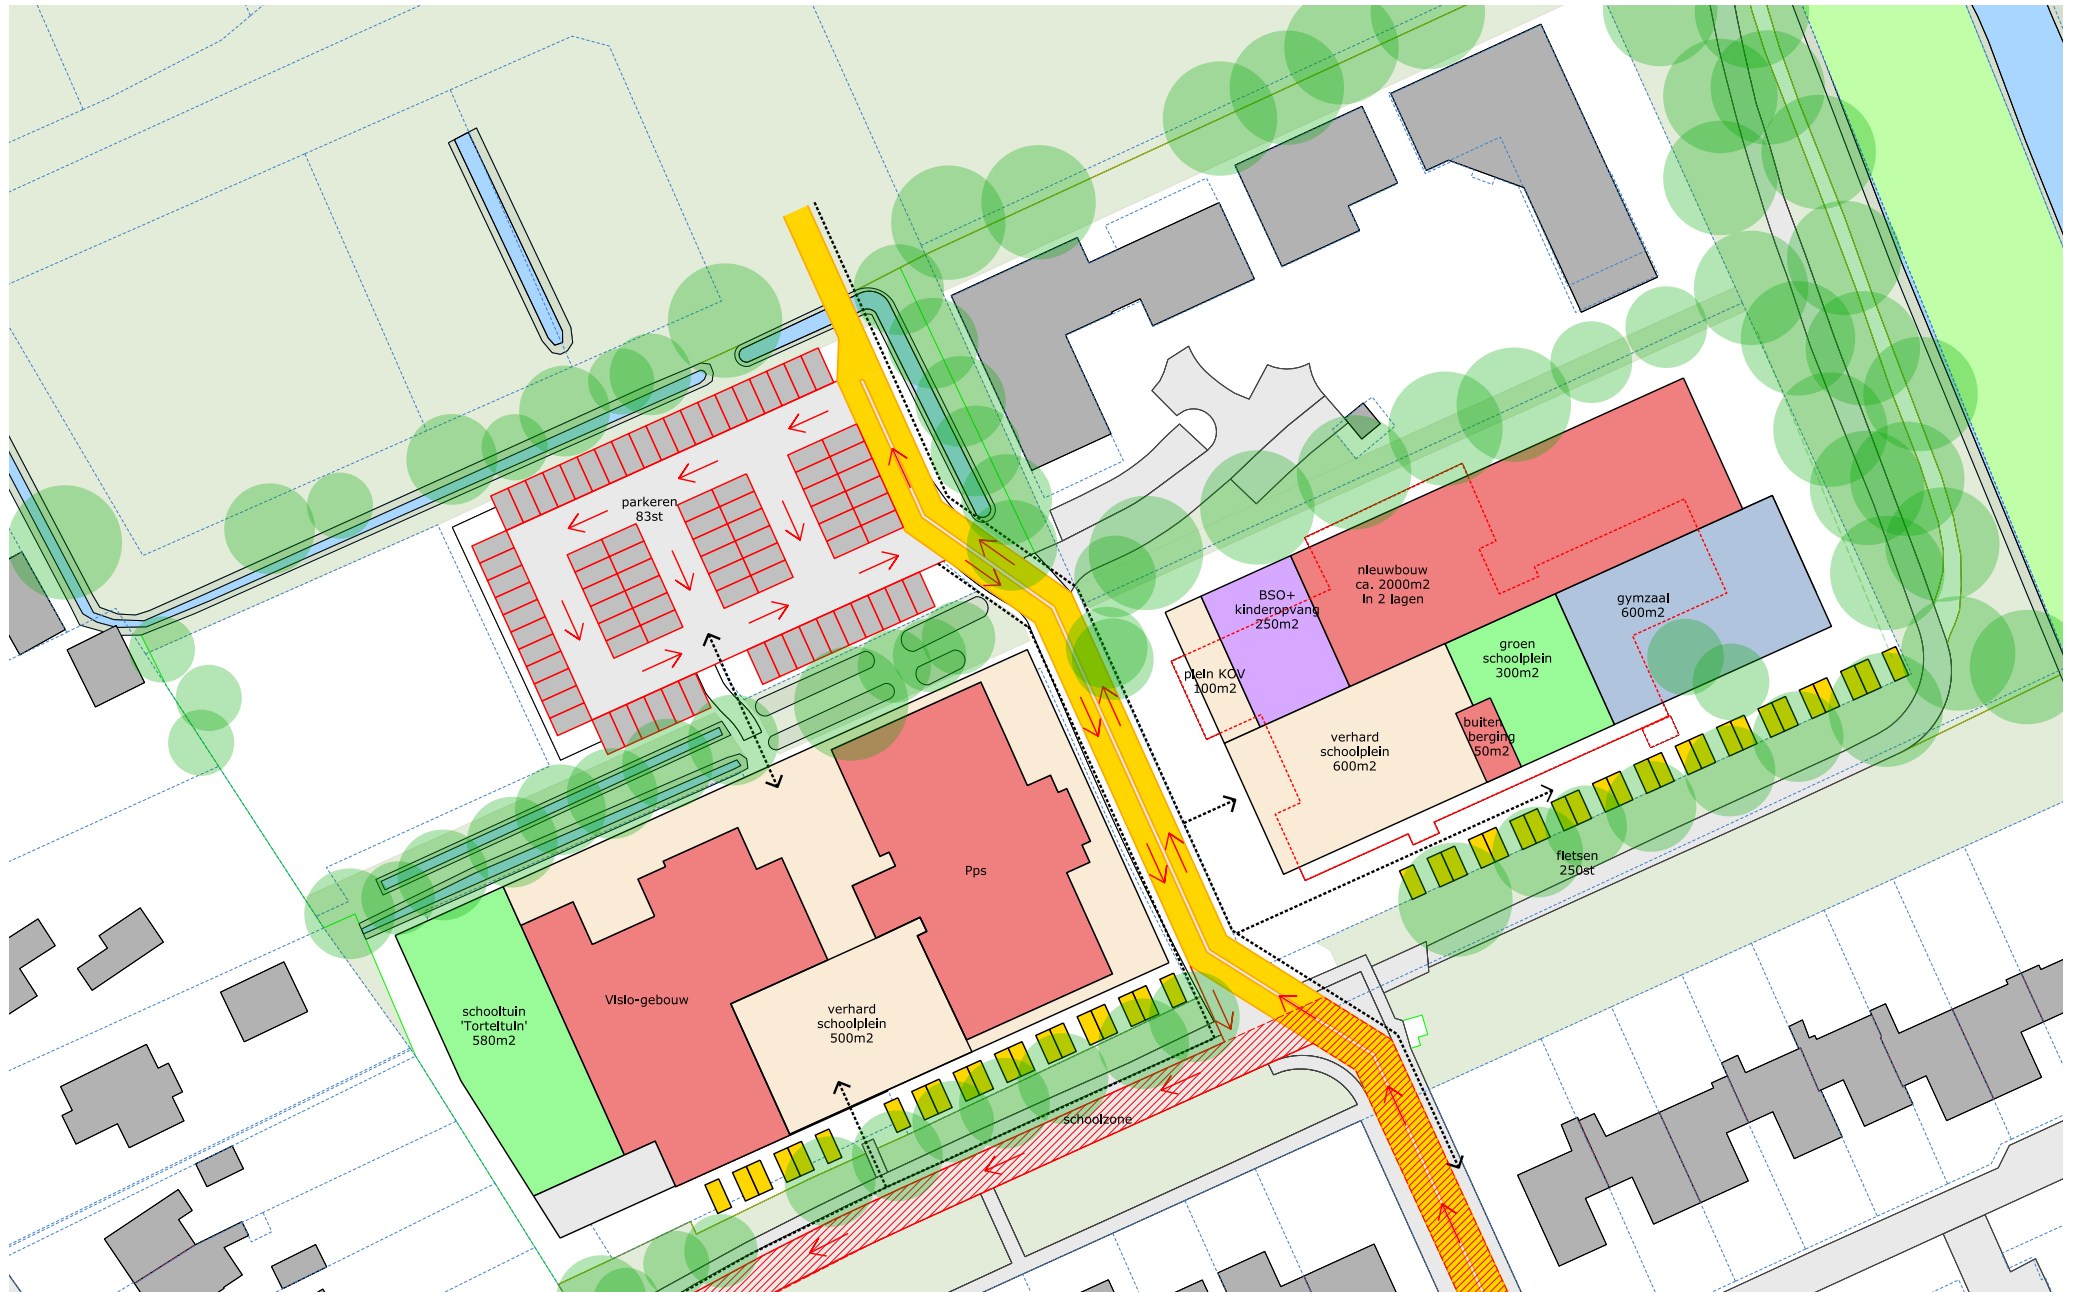 parkeren
83st
BSO+
kinderopvang
250m2
nieuwbouw
ca. 2000m2
in 2 lagen
gymzaal
600m2
groen
schoolplein
300m2
plein KOV
100m2
buiten
berging
50m2
verhard
schoolplein
600m2
fietsen
250st
Pps
Vislo-gebouw
schooltuin
'Torteltuin'
580m2
verhard
schoolplein
500m2
schoolzone